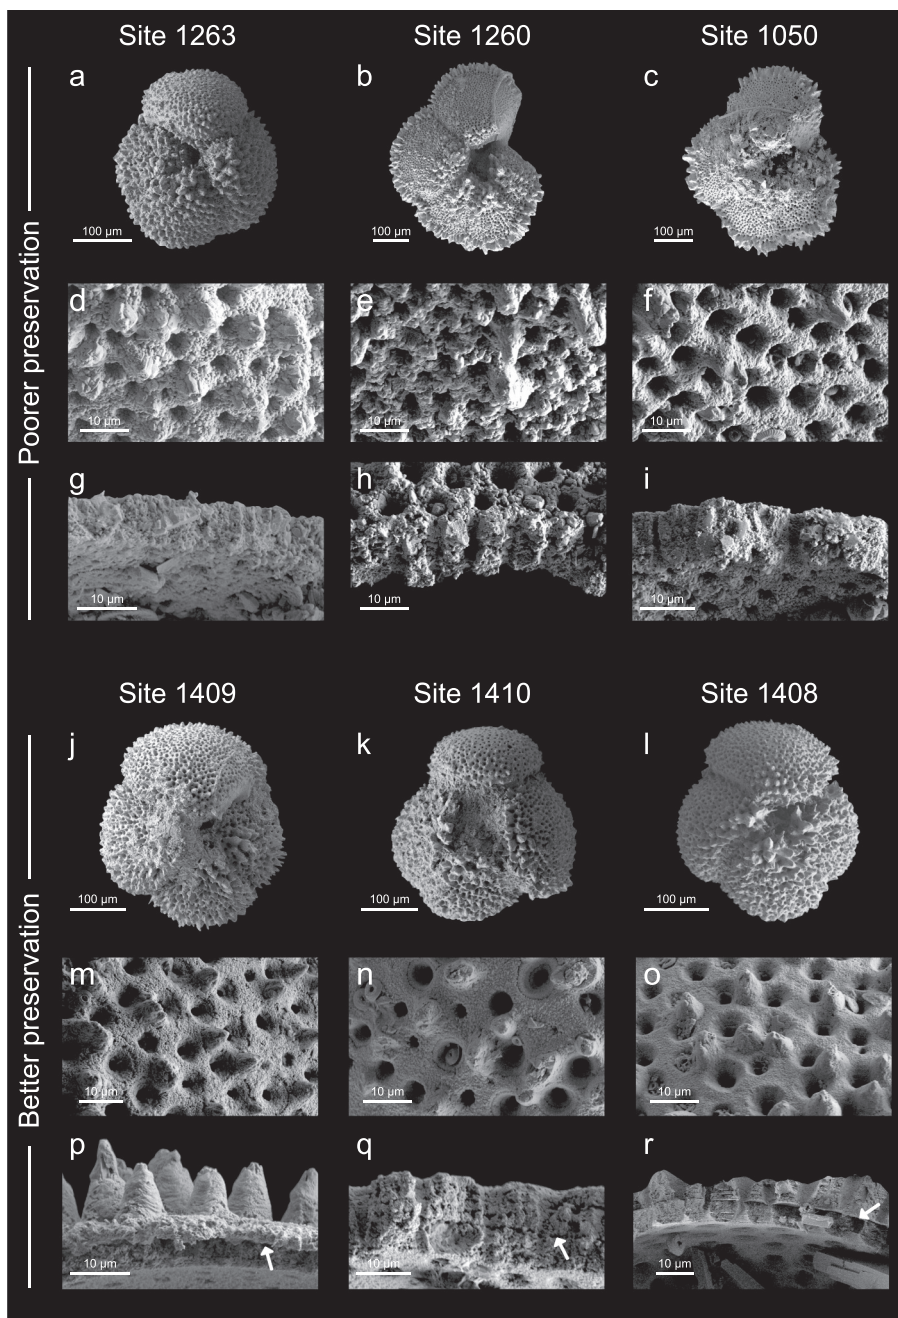 Site 1263 Site 1260 Site 1050
a b c
100 µm 100 µm 100 µm
Poorer preservation
d e f
10 µm 10 µm 10 µm
g h i
10 µm 10 µm 10 µm
Site 1409 Site 1410 Site 1408
j k l
100 µm 100 µm 100 µm
Better preservation
m n o
10 µm 10 µm 10 µm
p q r
10 µm 10 µm 10 µm